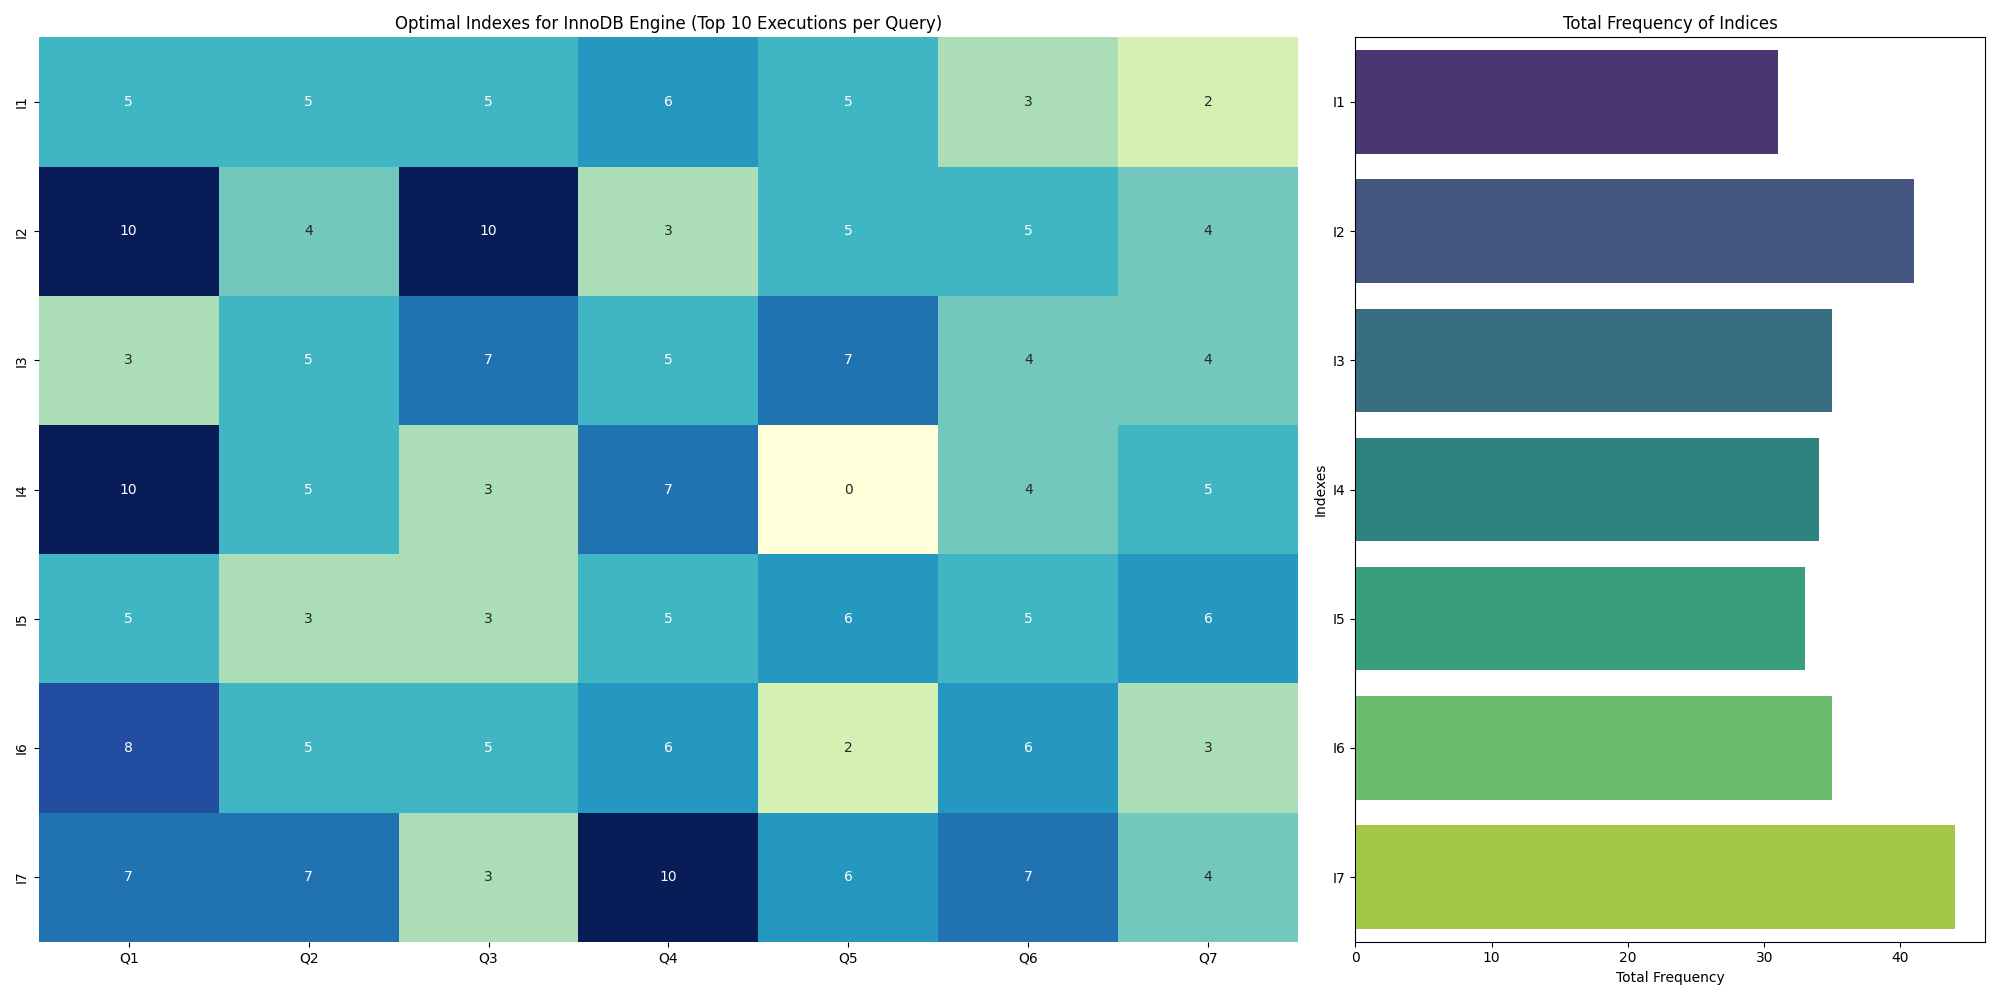 Optimal Indexes for InnoDB Engine (Top 10 Executions per Query)
I1 5 5 5 6 5 3 2
I2 10 4 10 3 5 5 4
I3 3 5 7 5 7 4 4
I4 10 5 3 7 0 4 5
I5 5 3 3 5 6 5 6
I6 8 5 5 6 2 6 3
I7 7 7 3 10 6 7 4
Q1 Q2 Q3 Q4 Q5 Q6 Q7
Total Frequency of Indices
Indexes
I1
I2
I3
I4
I5
I6
I7
0 10 20 30 40
Total Frequency